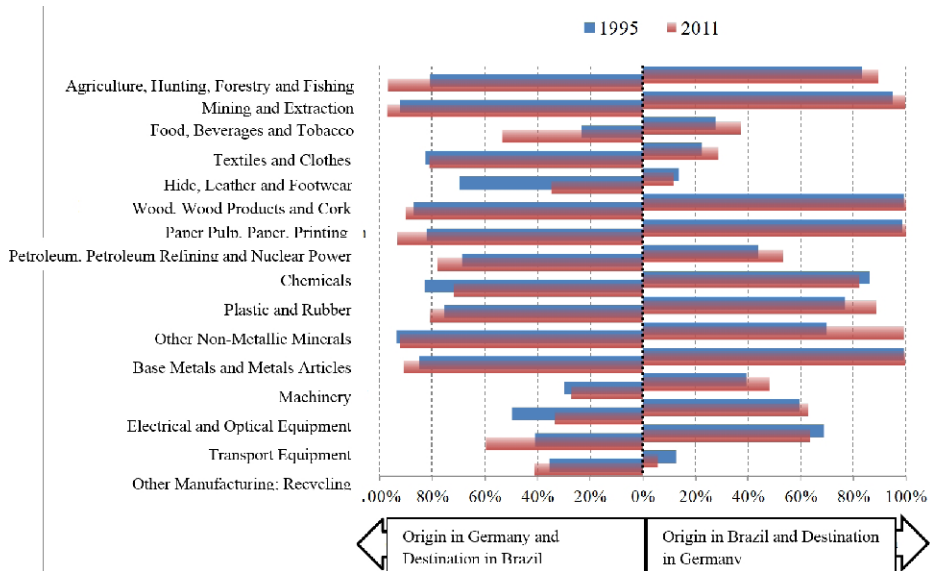 1995 2011
Agriculture, Hunting, Forestry and Fishing
Mining and Extraction
Food, Beverages and Tobacco
Textiles and Clothes
Hide, Leather and Footwear
Wood, Wood Products and Cork
Paper Pulp, Paper, Printing
Petroleum, Petroleum Refining and Nuclear Power
Chemicals
Plastic and Rubber
Other Non-Metallic Minerals
Base Metals and Metals Articles
Machinery
Electrical and Optical Equipment
Transport Equipment
Other Manufacturing; Recycling
.00% 80% 60% 40% 20% 0% 20% 40% 60% 80% 100%
Origin in Germany and
Destination in Brazil
Origin in Brazil and Destination
in Germany